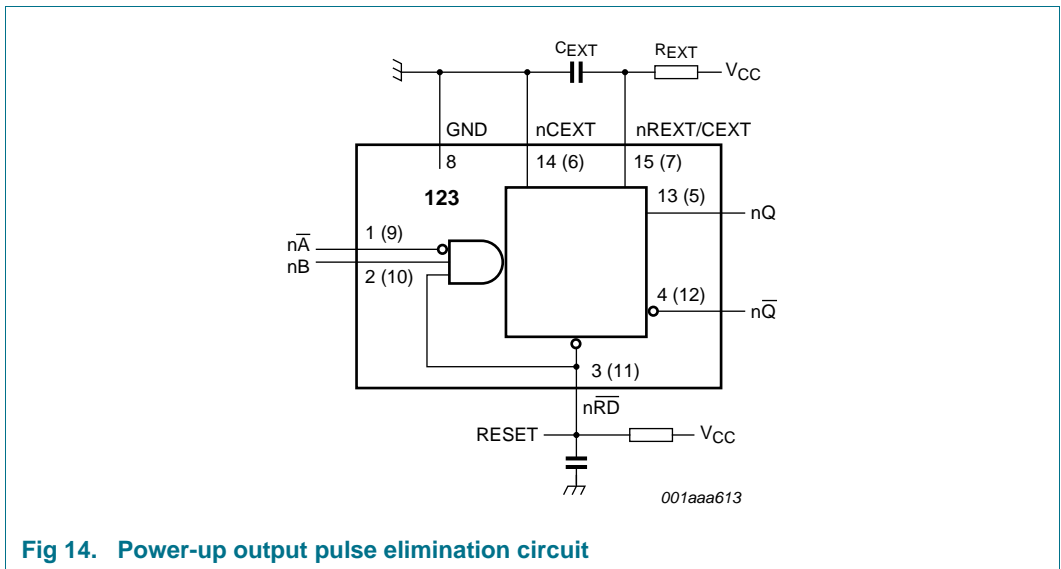 CEXT REXT
VCC
GND nCEXT nREXT/CEXT
8 14 (6) 15 (7)
123
13 (5) nQ
nA̅ 1 (9)
nB 2 (10)
4 (12) nQ̅
3 (11)
nR̅D̅
RESET VCC
001aaa613
Fig 14. Power-up output pulse elimination circuit